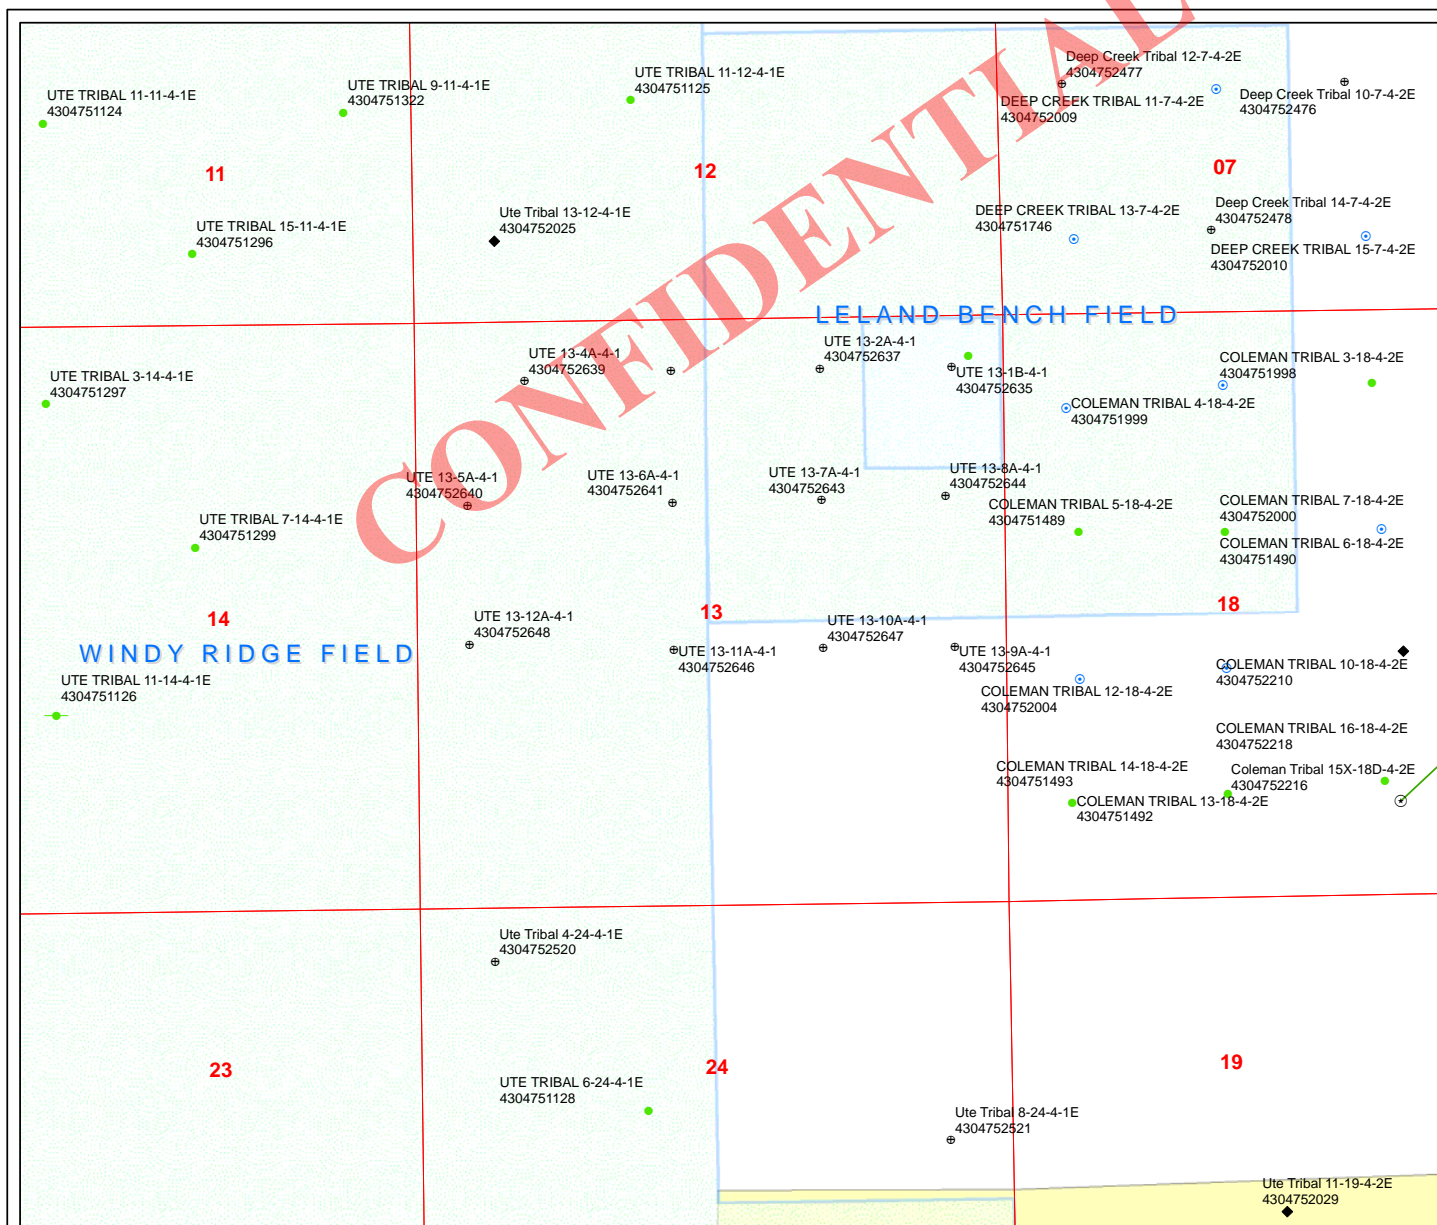 CONFIDENTIAL
UTE TRIBAL 11-11-4-1E
4304751124
UTE TRIBAL 9-11-4-1E
4304751322
UTE TRIBAL 11-12-4-1E
4304751125
Deep Creek Tribal 12-7-4-2E
4304752477
DEEP CREEK TRIBAL 11-7-4-2E
4304752009
Deep Creek Tribal 10-7-4-2E
4304752476
11
12
07
UTE TRIBAL 15-11-4-1E
4304751296
Ute Tribal 13-12-4-1E
4304752025
DEEP CREEK TRIBAL 13-7-4-2E
4304751746
Deep Creek Tribal 14-7-4-2E
4304752478
DEEP CREEK TRIBAL 15-7-4-2E
4304752010
LELAND BENCH FIELD
UTE TRIBAL 3-14-4-1E
4304751297
UTE 13-4A-4-1
4304752639
UTE 13-2A-4-1
4304752637
UTE 13-1B-4-1
4304752635
COLEMAN TRIBAL 3-18-4-2E
4304751998
COLEMAN TRIBAL 4-18-4-2E
4304751999
UTE 13-5A-4-1
4304752640
UTE 13-6A-4-1
4304752641
UTE 13-7A-4-1
4304752643
UTE 13-8A-4-1
4304752644
COLEMAN TRIBAL 5-18-4-2E
4304751489
COLEMAN TRIBAL 7-18-4-2E
4304752000
COLEMAN TRIBAL 6-18-4-2E
4304751490
UTE TRIBAL 7-14-4-1E
4304751299
14
13
18
WINDY RIDGE FIELD
UTE 13-12A-4-1
4304752648
UTE 13-11A-4-1
4304752646
UTE 13-10A-4-1
4304752647
UTE 13-9A-4-1
4304752645
COLEMAN TRIBAL 12-18-4-2E
4304752004
COLEMAN TRIBAL 10-18-4-2E
4304752210
UTE TRIBAL 11-14-4-1E
4304751126
COLEMAN TRIBAL 16-18-4-2E
4304752218
COLEMAN TRIBAL 14-18-4-2E
4304751493
Coleman Tribal 15X-18D-4-2E
4304752216
COLEMAN TRIBAL 13-18-4-2E
4304751492
Ute Tribal 4-24-4-1E
4304752520
23
24
19
UTE TRIBAL 6-24-4-1E
4304751128
Ute Tribal 8-24-4-1E
4304752521
Ute Tribal 11-19-4-2E
4304752029